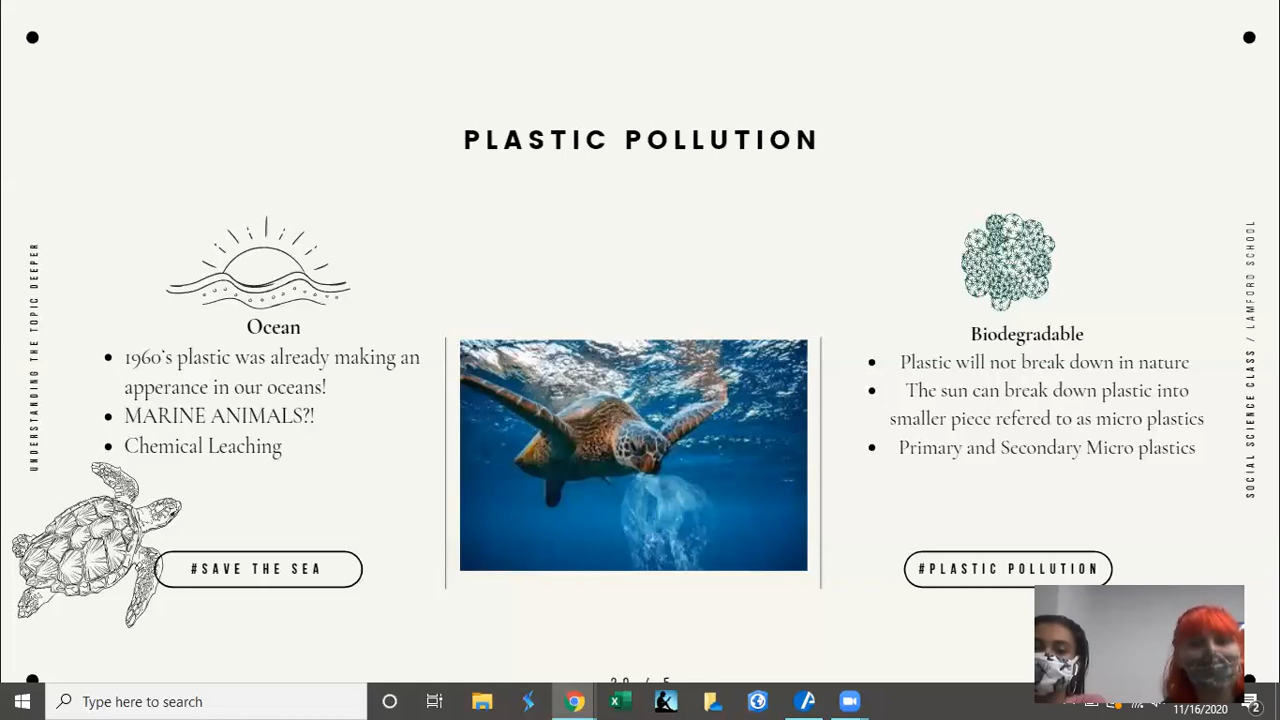 PLASTIC POLLUTION
UNDERSTANDING THE TOPIC DEEPER
Ocean
1960's plastic was already making an
apperance in our oceans!
MARINE ANIMALS?!
Chemical Leaching
#SAVE THE SEA
Biodegradable
Plastic will not break down in nature
The sun can break down plastic into
smaller piece refered to as micro plastics
Primary and Secondary Micro plastics
#PLASTIC POLLUTION
SOCIAL SCIENCE CLASS / LAMFORD SCHOOL
Type here to search
11/16/2020
2